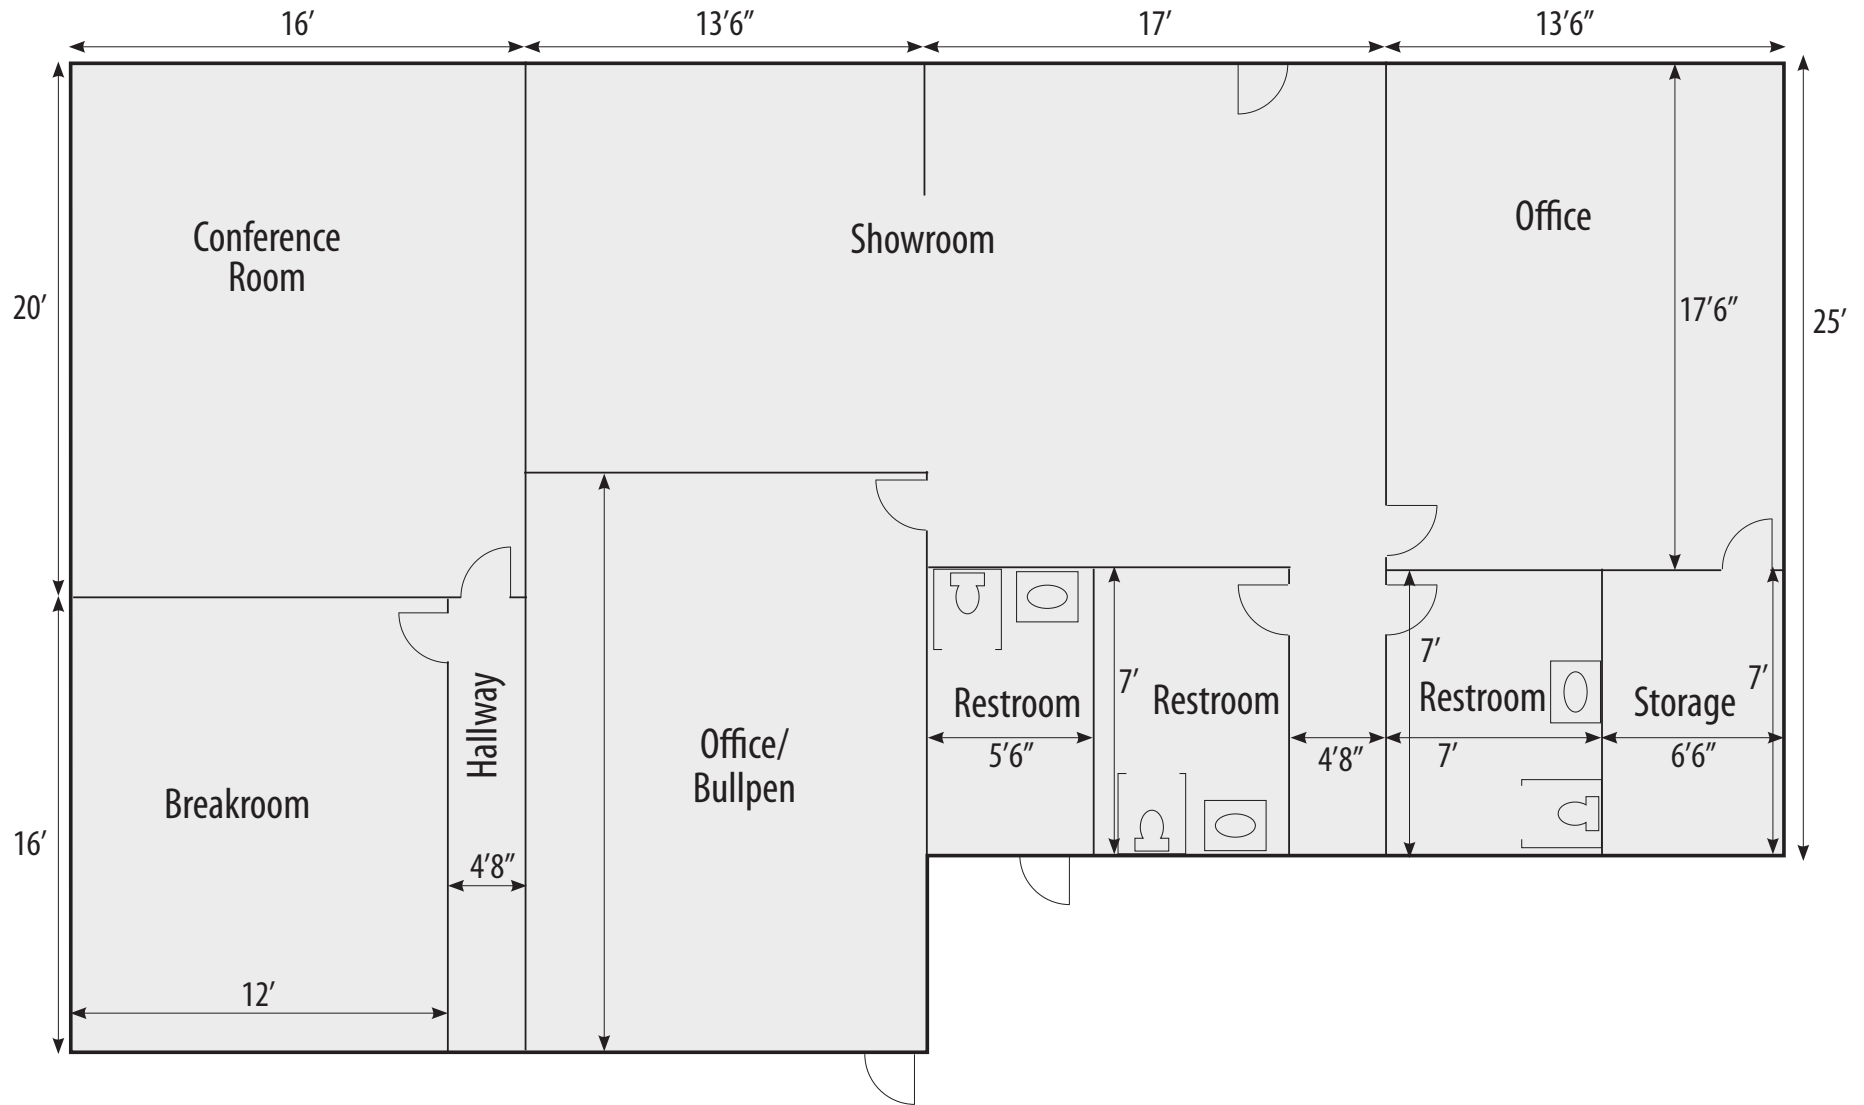 16’
13’6”
17’
13’6”
Conference
Room
Showroom
Office
20’
17’6”
25’
Hallway
Office/
Bullpen
Restroom
7’
Restroom
7’
Restroom
Storage
7’
5’6”
4’8”
7’
6’6”
Breakroom
16’
4’8”
12’